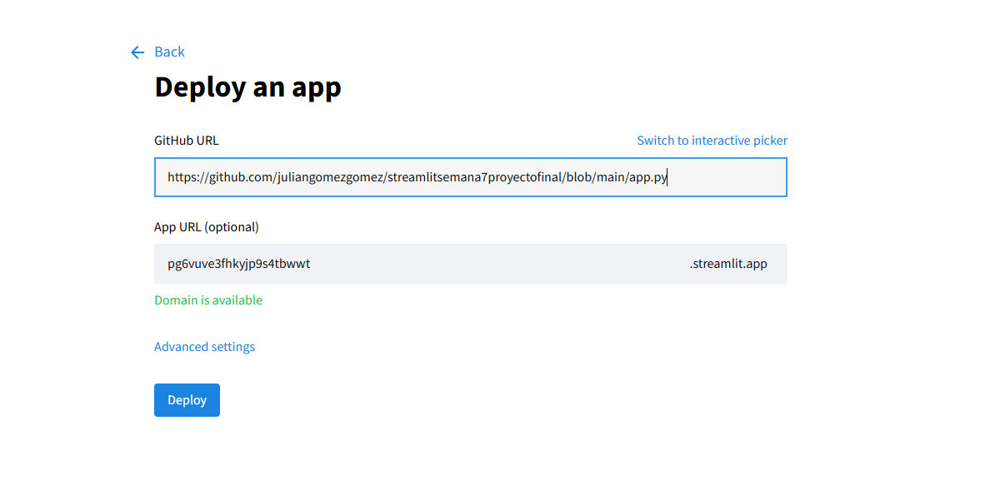 Back
Deploy an app
GitHub URL
Switch to interactive picker
https://github.com/juliangomezgomez/streamlitsemana7proyectofinal/blob/main/app.py
App URL (optional)
pg6vuve3fhkyjp9s4tbwwt
.streamlit.app
Domain is available
Advanced settings
Deploy